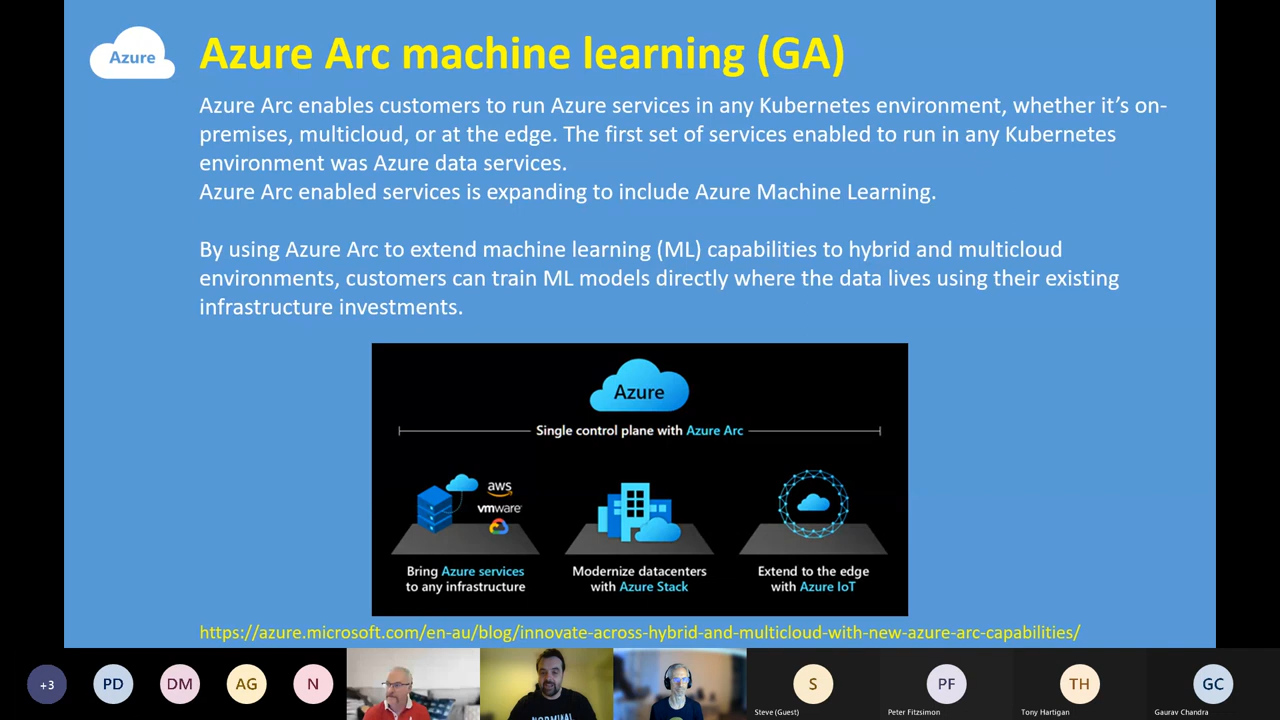 Azure
Azure Arc machine learning (GA)
Azure Arc enables customers to run Azure services in any Kubernetes environment, whether it’s on-
premises, multicloud, or at the edge. The first set of services enabled to run in any Kubernetes
environment was Azure data services.
Azure Arc enabled services is expanding to include Azure Machine Learning.
By using Azure Arc to extend machine learning (ML) capabilities to hybrid and multicloud
environments, customers can train ML models directly where the data lives using their existing
infrastructure investments.
Azure
Single control plane with Azure Arc
aws
vmware
Bring Azure services
to any infrastructure
Modernize datacenters
with Azure Stack
Extend to the edge
with Azure IoT
https://azure.microsoft.com/en-au/blog/innovate-across-hybrid-and-multicloud-with-new-azure-arc-capabilities/
+3
PD
DM
AG
N
S
Steve (Guest)
PF
Peter Fitzsimon
TH
Tony Hartigan
GC
Gaurav Chandra